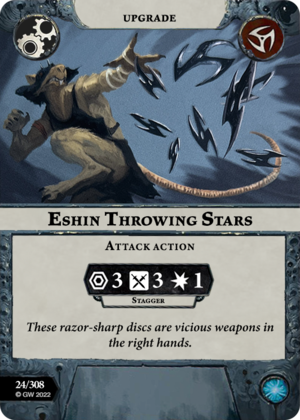 UPGRADE
ESHIN THROWING STARS
ATTACK ACTION
3 3 1
STAGGER
These razor-sharp discs are vicious weapons in
the right hands.
24/308
© GW 2022